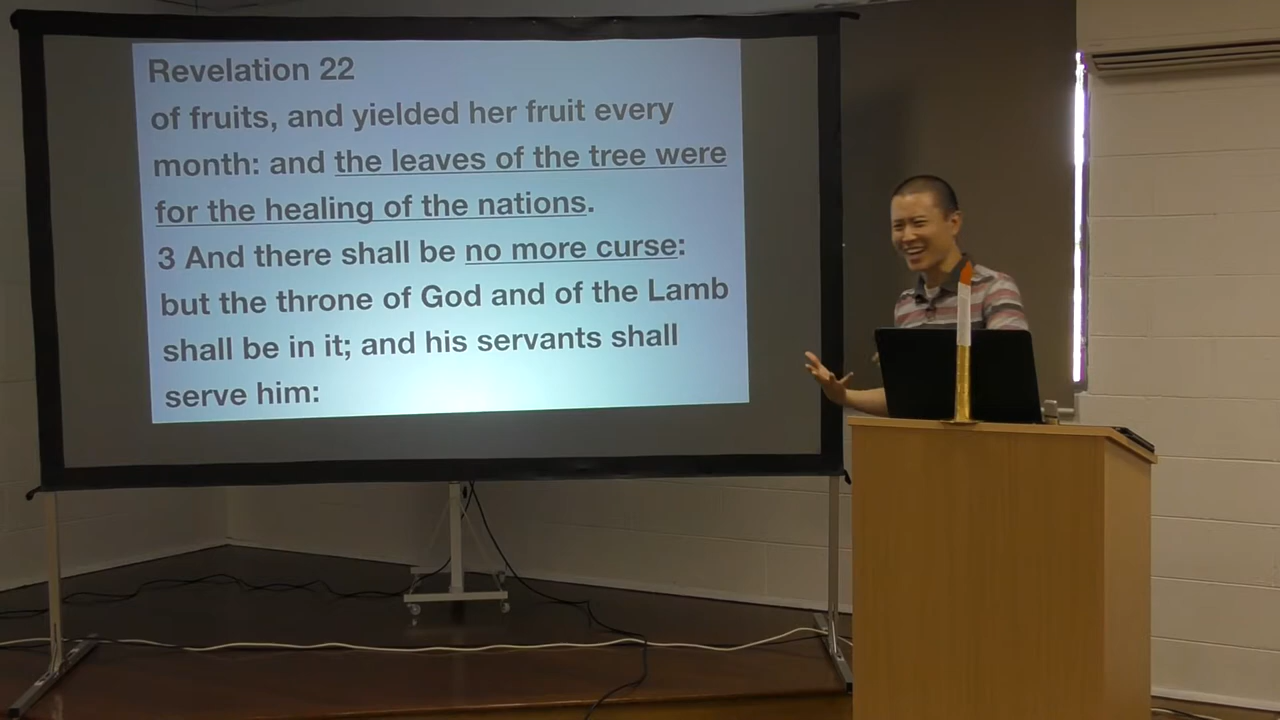 Revelation 22
of fruits, and yielded her fruit every
month: and the leaves of the tree were
for the healing of the nations.
3 And there shall be no more curse:
but the throne of God and of the Lamb
shall be in it; and his servants shall
serve him: